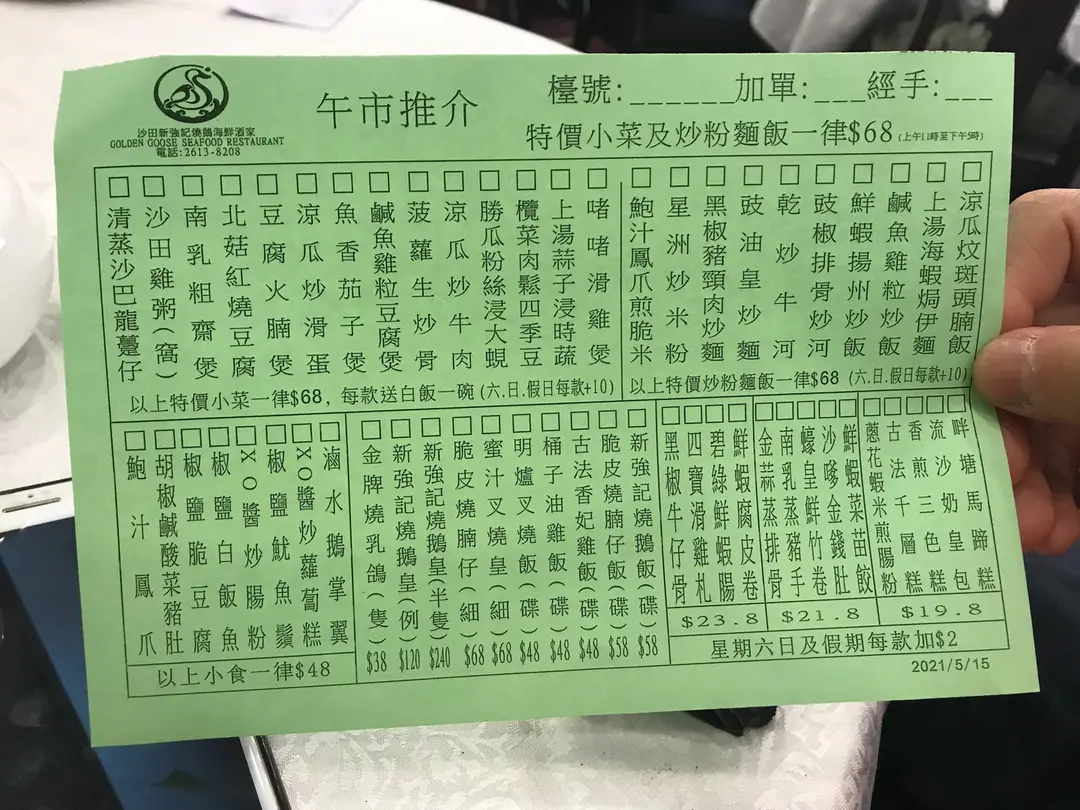 沙田新強記燒鵝海鮮酒家
GOLDEN GOOSE SEAFOOD RESTAURANT
電話:2613-8208
午市推介
檯號:______加單:___經手:___
特價小菜及炒粉麵飯一律$68 (上午11時至下午5時)
清蒸沙巴龍躉仔
沙田雞粥(窩)
南乳粗齋煲
北菇紅燒豆腐
豆腐火腩煲
涼瓜炒滑蛋
魚香茄子煲
鹹魚雞粒豆腐煲
菠蘿生炒骨
涼瓜炒牛肉
勝瓜粉絲浸大蜆
欖菜肉鬆四季豆
上湯蒜子浸時蔬
啫啫滑雞煲
以上特價小菜一律$68, 每款送白飯一碗 (六.日.假日每款+10)
鮑汁鳳爪煎脆米
星洲炒米粉
黑椒豬頸肉炒麵
豉油皇炒麵
乾炒牛河
豉椒排骨炒河
鮮蝦揚州炒飯
鹹魚雞粒炒飯
上湯海蝦焗伊麵
涼瓜炆斑頭腩飯
以上特價炒粉麵飯一律$68 (六.日.假日每款+10)
鮑汁鳳爪
胡椒鹹酸菜豬肚
椒鹽脆豆腐
椒鹽白飯魚
XO醬炒腸粉
椒鹽魷魚鬚
XO醬炒蘿蔔糕
滷水鵝掌翼
以上小食一律$48
金牌燒乳鴿(隻) $38
新強記燒鵝皇(例) $120
新強記燒鵝皇(半隻) $240
脆皮燒腩仔(細) $68
蜜汁叉燒皇(細) $68
明爐叉燒飯(碟) $48
桶子油雞飯(碟) $48
古法香妃雞飯(碟) $48
脆皮燒腩仔飯(碟) $58
新強記燒鵝飯(碟) $58
黑椒牛仔骨
四寶滑雞札
碧綠鮮蝦腸
鮮蝦腐皮卷
$23.8
金蒜蒸排骨
南乳蒸豬手
蠔皇鮮竹卷
沙嗲金錢肚
鮮蝦菜苗餃
$21.8
蔥花蝦米煎腸粉
古法千層糕
香煎三色糕
流沙奶皇包
畔塘馬蹄糕
$19.8
星期六日及假期每款加$2
2021/5/15